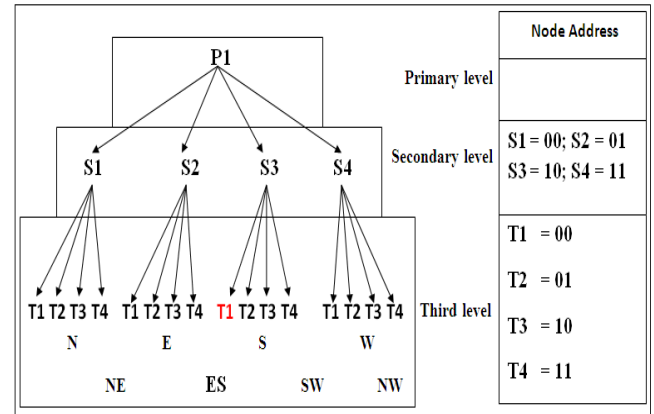 Node Address
P1
Primary level
S1 = 00; S2 = 01
S3 = 10; S4 = 11
Secondary level
S1 S2 S3 S4
T1 = 00
T2 = 01
T3 = 10
T4 = 11
T1 T2 T3 T4 T1 T2 T3 T4 T1 T2 T3 T4 T1 T2 T3 T4
Third level
N E S W
NE ES SW NW